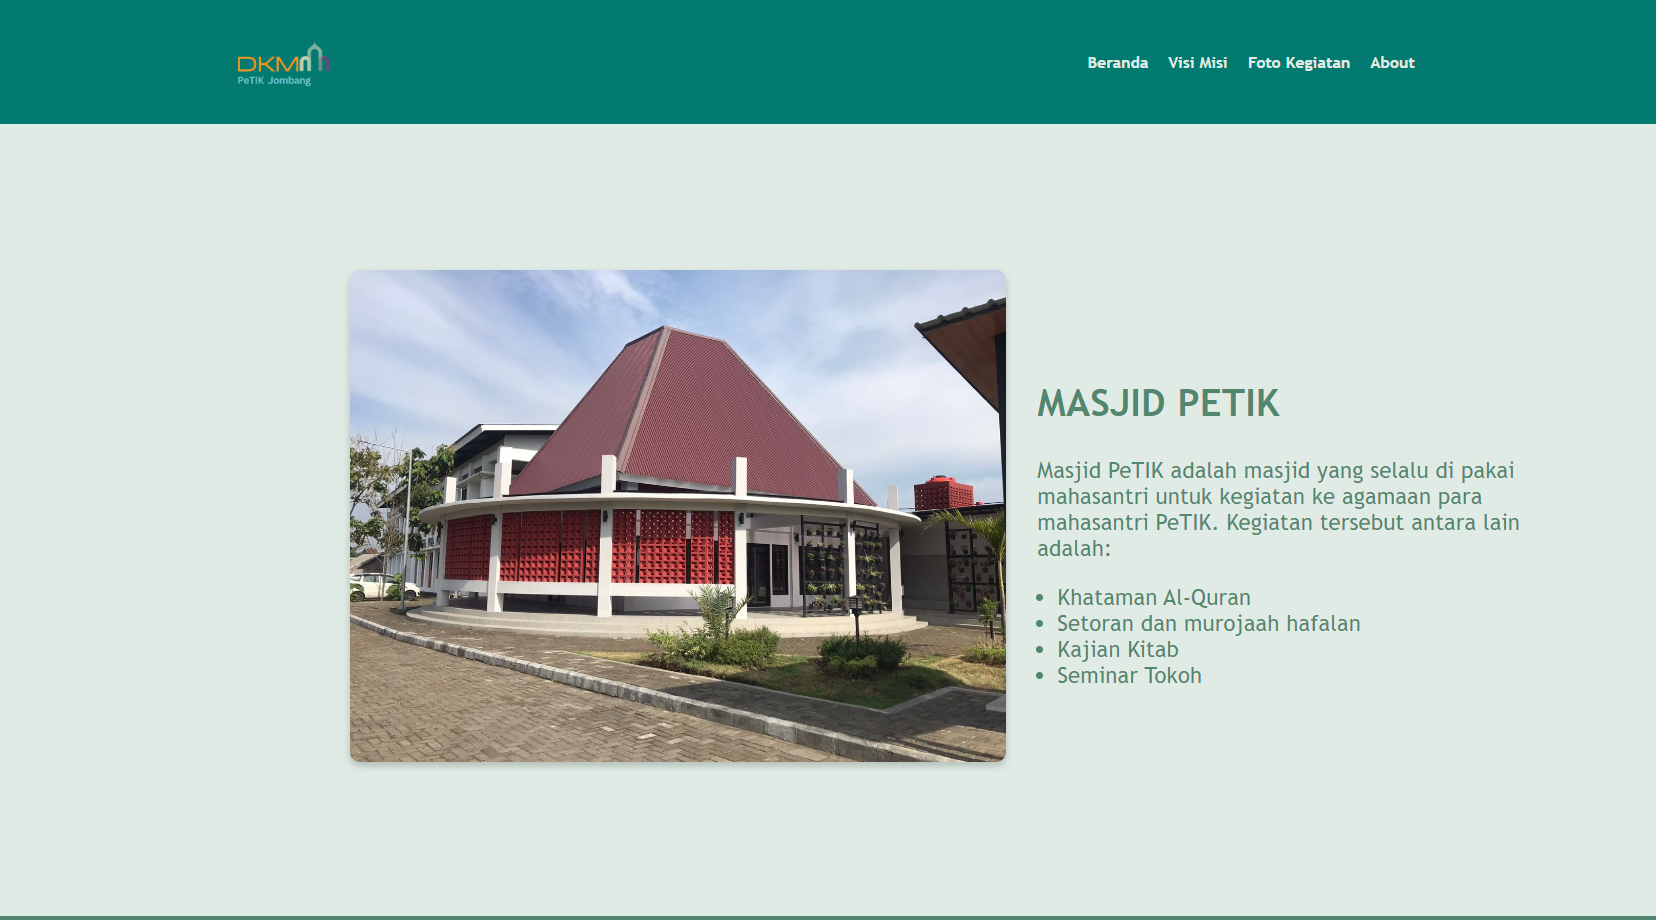 DKM
PeTIK Jombang
Beranda Visi Misi Foto Kegiatan About
MASJID PETIK
Masjid PeTIK adalah masjid yang selalu di pakai
mahasantri untuk kegiatan ke agamaan para
mahasantri PeTIK. Kegiatan tersebut antara lain
adalah:
• Khataman Al-Quran
• Setoran dan murojaah hafalan
• Kajian Kitab
• Seminar Tokoh